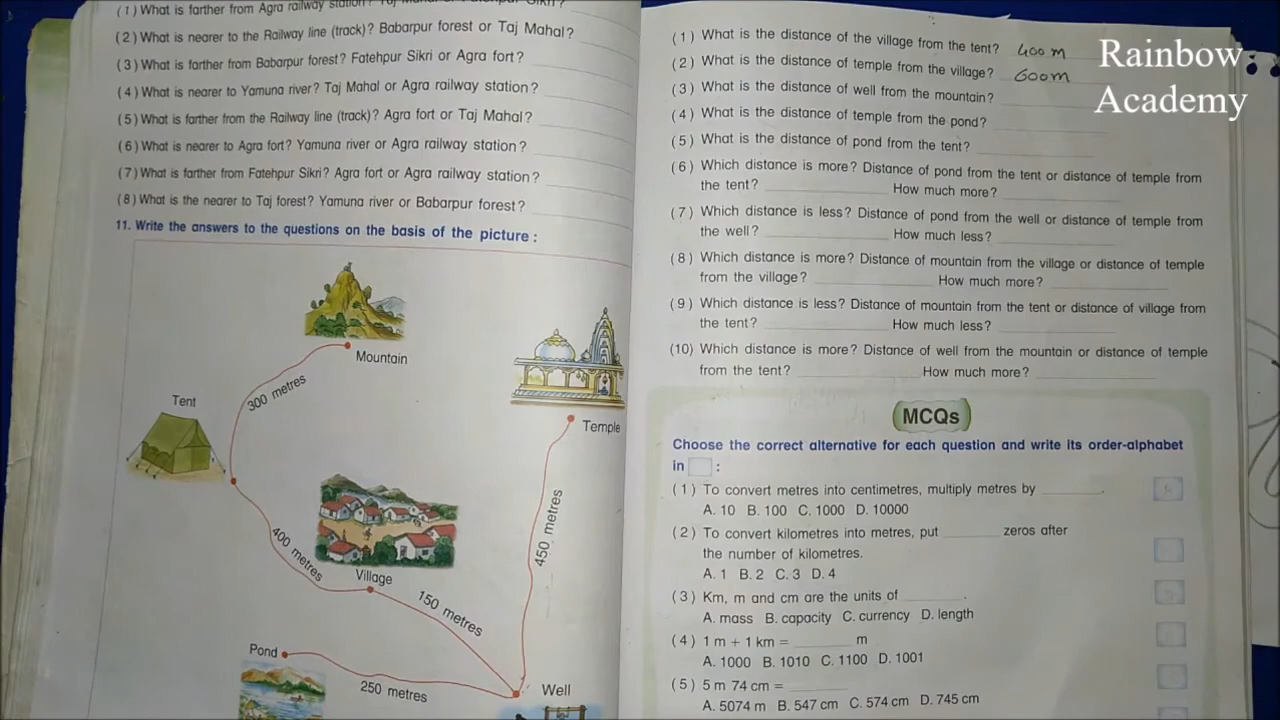 (1) What is farther from Agra railway station? Taj Mahal or Fatehpur Sikri?
(2) What is nearer to the Railway line (track)? Babarpur forest or Taj Mahal?
(3) What is farther from Babarpur forest? Fatehpur Sikri or Agra fort?
(4) What is nearer to Yamuna river? Taj Mahal or Agra railway station?
(5) What is farther from the Railway line (track)? Agra fort or Taj Mahal?
(6) What is nearer to Agra fort? Yamuna river or Agra railway station?
(7) What is farther from Fatehpur Sikri? Agra fort or Agra railway station?
(8) What is the nearer to Taj forest? Yamuna river or Babarpur forest?
11. Write the answers to the questions on the basis of the picture :
Mountain
300 metres
Tent
Temple
400 metres
Village
450 metres
150 metres
Pond
250 metres
Well
(1) What is the distance of the village from the tent? 400 m
(2) What is the distance of temple from the village? 600m
(3) What is the distance of well from the mountain?
(4) What is the distance of temple from the pond?
(5) What is the distance of pond from the tent?
(6) Which distance is more? Distance of pond from the tent or distance of temple from
the tent? How much more?
(7) Which distance is less? Distance of pond from the well or distance of temple from
the well? How much less?
(8) Which distance is more? Distance of mountain from the village or distance of temple
from the village? How much more?
(9) Which distance is less? Distance of mountain from the tent or distance of village from
the tent? How much less?
(10) Which distance is more? Distance of well from the mountain or distance of temple
from the tent? How much more?
MCQs
Choose the correct alternative for each question and write its order-alphabet
in :
(1) To convert metres into centimetres, multiply metres by ______.
A. 10 B. 100 C. 1000 D. 10000
(2) To convert kilometres into metres, put ______ zeros after
the number of kilometres.
A. 1 B. 2 C. 3 D. 4
(3) Km, m and cm are the units of ______.
A. mass B. capacity C. currency D. length
(4) 1 m + 1 km = ______ m
A. 1000 B. 1010 C. 1100 D. 1001
(5) 5 m 74 cm = ______
A. 5074 m B. 547 cm C. 574 cm D. 745 cm
Rainbow
Academy